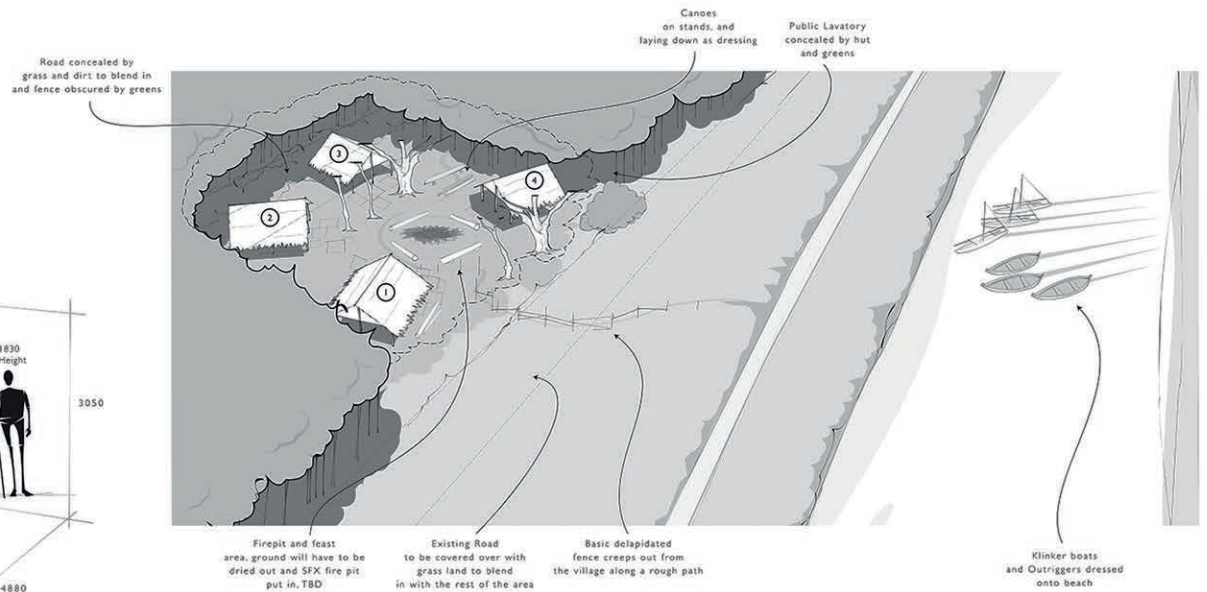 Canoes
on stands, and
laying down as dressing
Public Lavatory
concealed by hut
and greens
Road concealed by
grass and dirt to blend in
and fence obscured by greens
3
4
2
1
1830
Height
3050
4880
Firepit and feast
area, ground will have to be
dried out and SFX fire pit
put in, TBD
Existing Road
to be covered over with
grass land to blend
in with the rest of the area
Basic delapidated
fence creeps out from
the village along a rough path
Klinker boats
and Outriggers dressed
onto beach